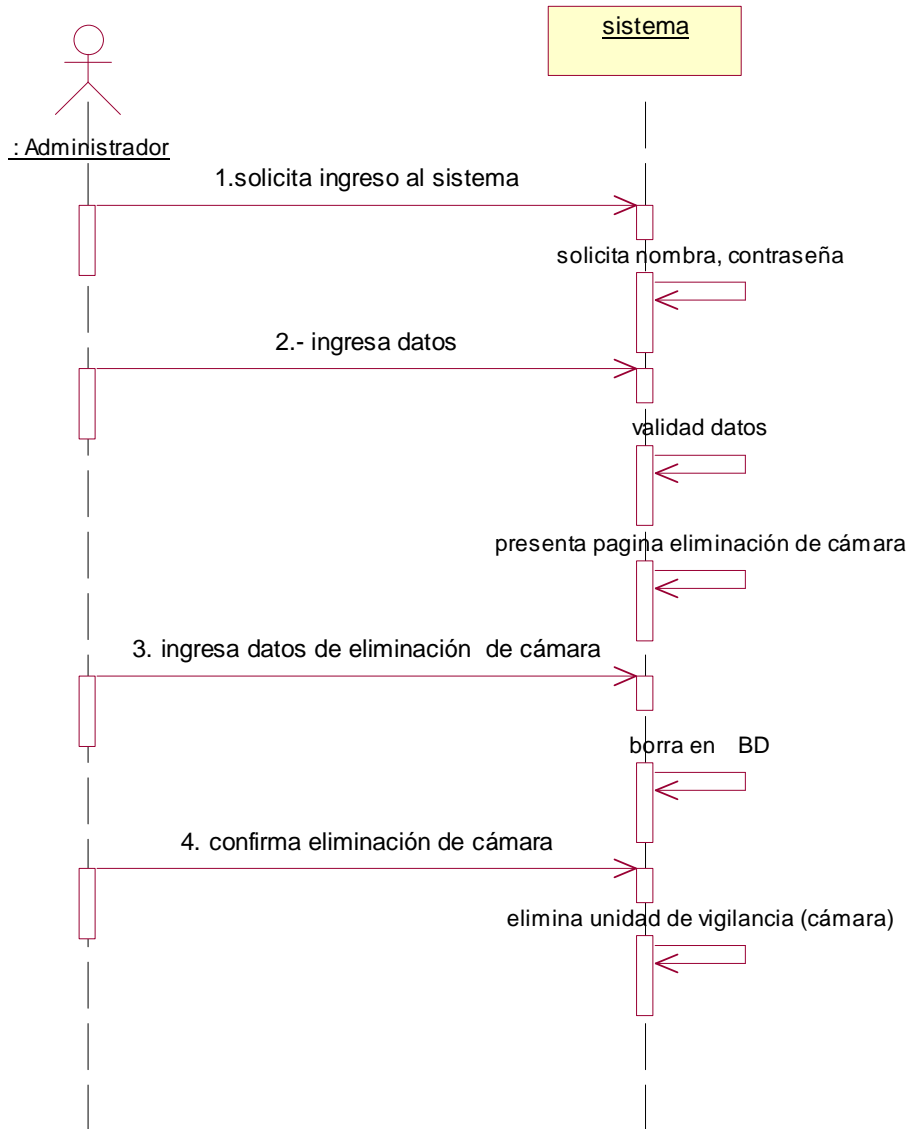 sistema
: Administrador
1.solicita ingreso al sistema
solicita nombra, contraseña
2.- ingresa datos
validad datos
presenta pagina eliminación de cámara
3. ingresa datos de eliminación de cámara
borra en BD
4. confirma eliminación de cámara
elimina unidad de vigilancia (cámara)